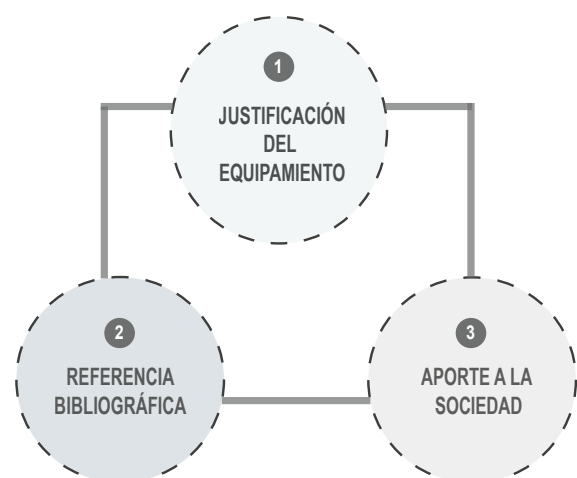 1
JUSTIFICACIÓN
DEL
EQUIPAMIENTO
2
REFERENCIA
BIBLIOGRÁFICA
3
APORTE A LA
SOCIEDAD